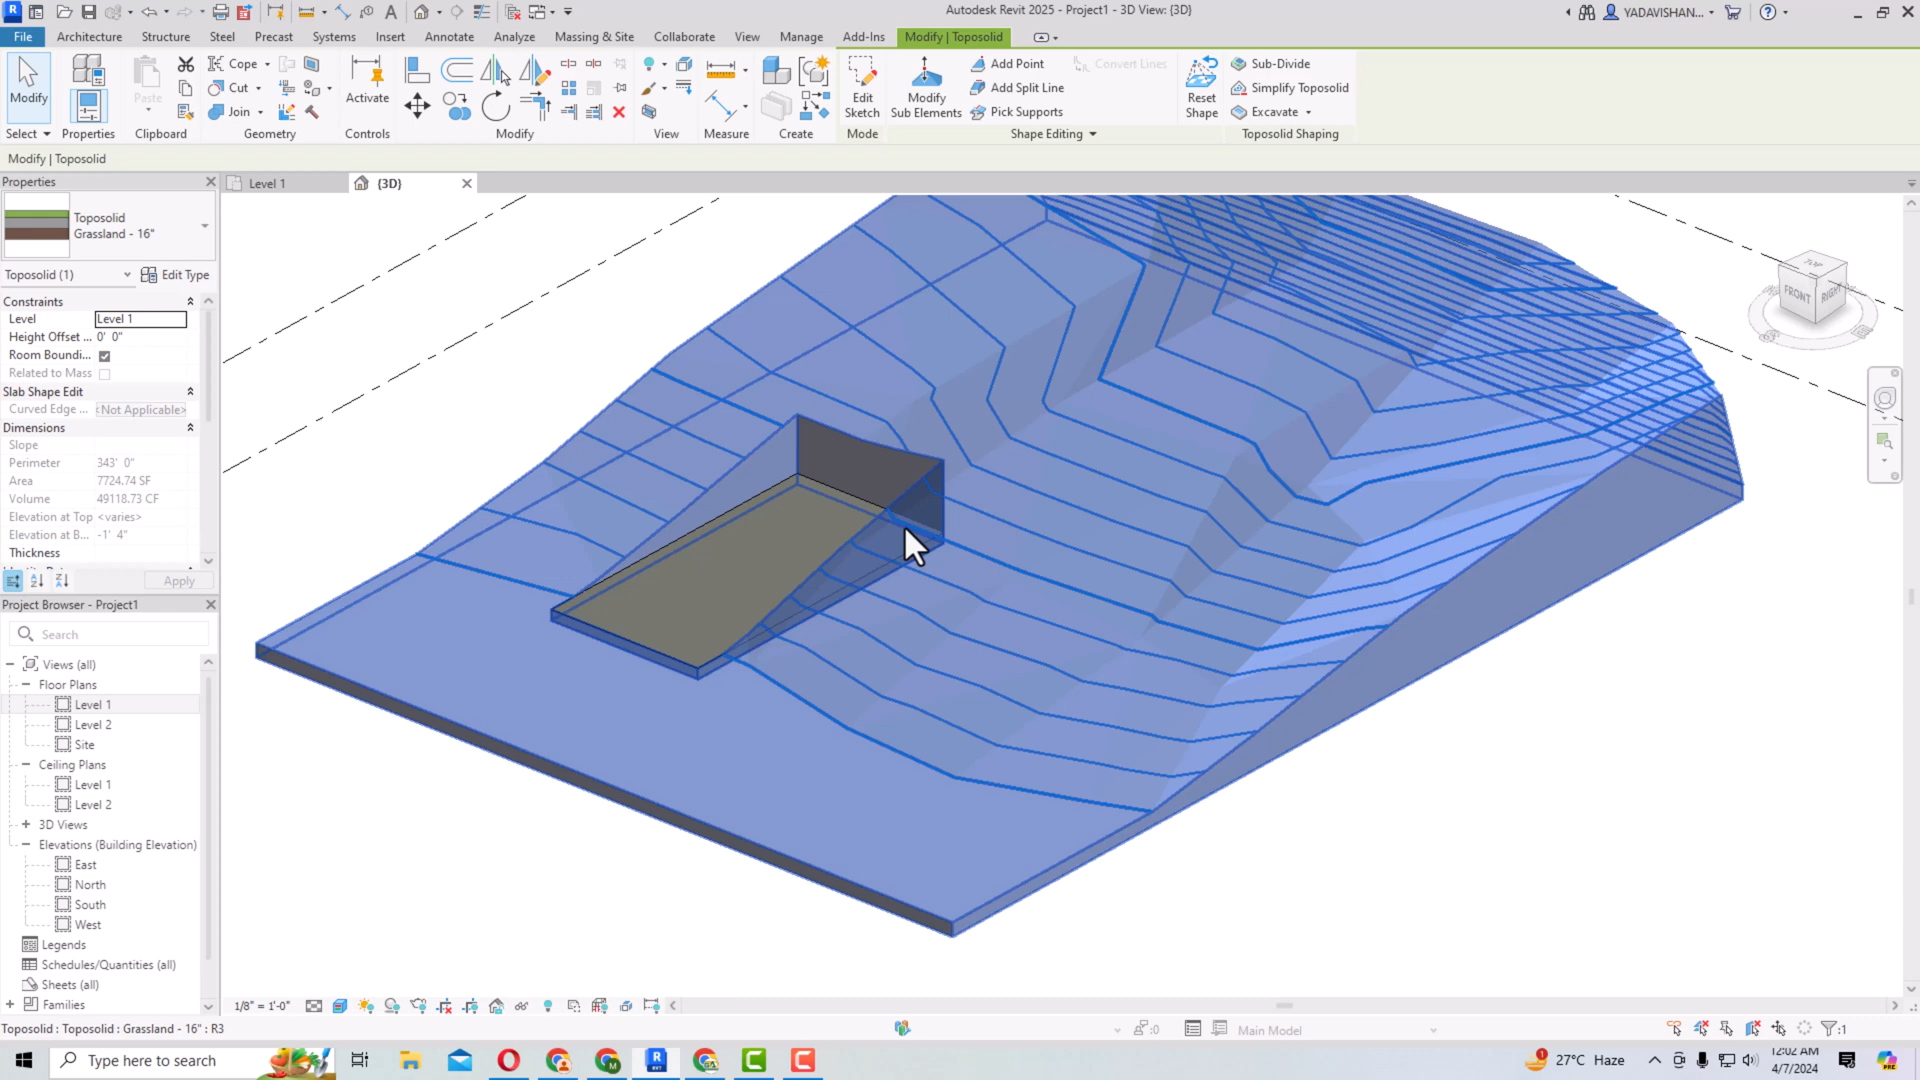 Autodesk Revit 2025 - Project1 - 3D View: {3D}
YADAVISHAN...
File Architecture Structure Steel Precast Systems Insert Annotate Analyze Massing & Site Collaborate View Manage Add-Ins Modify | Toposolid
Modify
Paste
Cope
Cut
Join
Activate
Edit
Sketch
Modify
Sub Elements
Add Point
Add Split Line
Pick Supports
Convert Lines
Reset
Shape
Sub-Divide
Simplify Toposolid
Excavate
Select Properties Clipboard Geometry Controls Modify View Measure Create Mode Shape Editing Toposolid Shaping
Modify | Toposolid
Properties
Level 1
{3D}
Toposolid
Grassland - 16"
Toposolid (1)
Edit Type
Constraints
Level Level 1
Height Offset ... 0' 0"
Room Boundi...
Related to Mass
Slab Shape Edit
Curved Edge ... <Not Applicable>
Dimensions
Slope
Perimeter 343' 0"
Area 7724.74 SF
Volume 49118.73 CF
Elevation at Top <varies>
Elevation at B... -1' 4"
Thickness
Apply
Project Browser - Project1
Search
Views (all)
Floor Plans
Level 1
Level 2
Site
Ceiling Plans
Level 1
Level 2
3D Views
Elevations (Building Elevation)
East
North
South
West
Legends
Schedules/Quantities (all)
Sheets (all)
Families
TOP
FRONT
RIGHT
1/8" = 1'-0"
Toposolid : Toposolid : Grassland - 16" : R3
:0
Main Model
:1
Type here to search
27°C Haze
12:02 AM
4/7/2024